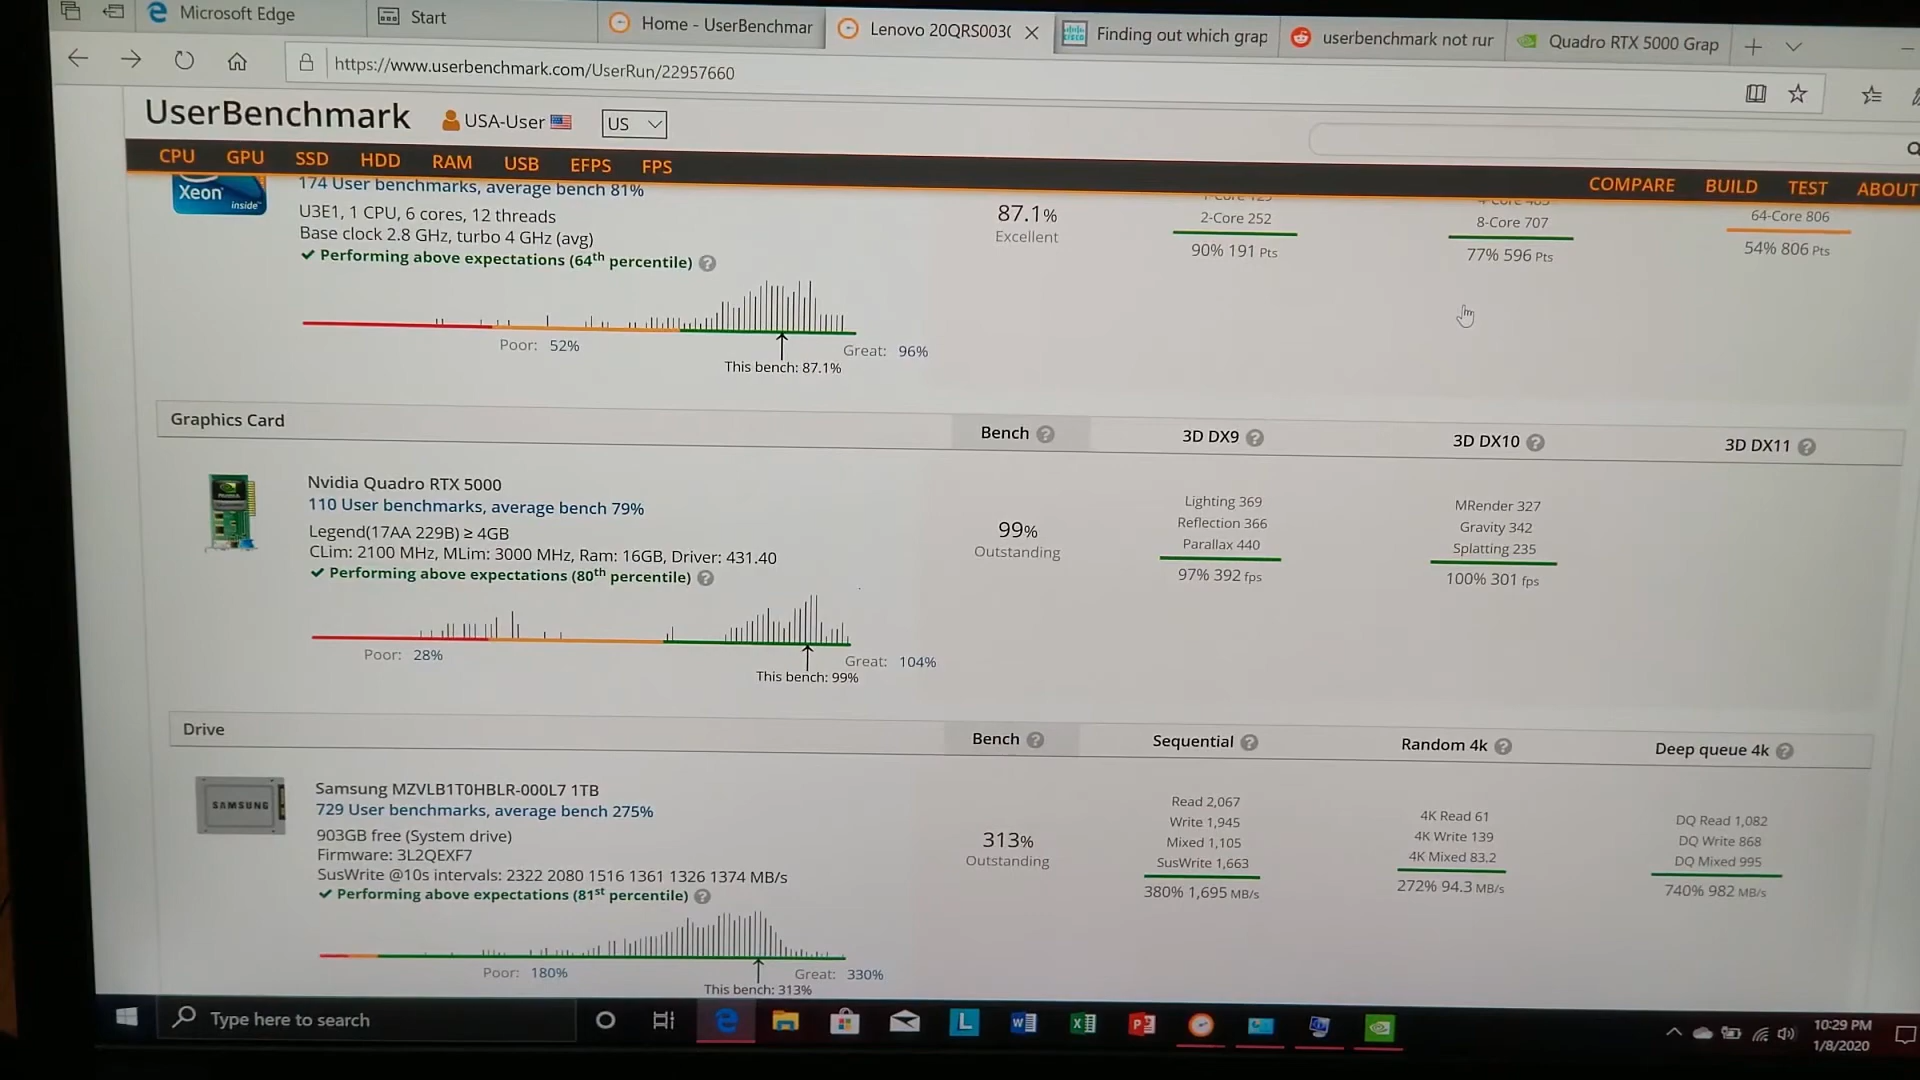 Microsoft Edge
Start
Home - UserBenchmar
Lenovo 20QRS003(
Finding out which grap
userbenchmark not rur
Quadro RTX 5000 Grap
https://www.userbenchmark.com/UserRun/22957660
UserBenchmark
USA-User
US
CPU GPU SSD HDD RAM USB EFPS FPS
COMPARE BUILD TEST ABOUT
Xeon
inside
174 User benchmarks, average bench 81%
U3E1, 1 CPU, 6 cores, 12 threads
Base clock 2.8 GHz, turbo 4 GHz (avg)
✔ Performing above expectations (64th percentile)
Poor: 52%
Great: 96%
This bench: 87.1%
87.1%
Excellent
2-Core 252
90% 191 Pts
8-Core 707
77% 596 Pts
64-Core 806
54% 806 Pts
Graphics Card
Bench
3D DX9
3D DX10
3D DX11
Nvidia Quadro RTX 5000
110 User benchmarks, average bench 79%
Legend(17AA 229B) ≥ 4GB
CLim: 2100 MHz, MLim: 3000 MHz, Ram: 16GB, Driver: 431.40
✔ Performing above expectations (80th percentile)
Poor: 28%
Great: 104%
This bench: 99%
99%
Outstanding
Lighting 369
Reflection 366
Parallax 440
97% 392 fps
MRender 327
Gravity 342
Splatting 235
100% 301 fps
Drive
Bench
Sequential
Random 4k
Deep queue 4k
SAMSUNG
Samsung MZVLB1T0HBLR-000L7 1TB
729 User benchmarks, average bench 275%
903GB free (System drive)
Firmware: 3L2QEXF7
SusWrite @10s intervals: 2322 2080 1516 1361 1326 1374 MB/s
✔ Performing above expectations (81st percentile)
Poor: 180%
Great: 330%
This bench: 313%
313%
Outstanding
Read 2,067
Write 1,945
Mixed 1,105
SusWrite 1,663
380% 1,695 MB/s
4K Read 61
4K Write 139
4K Mixed 83.2
272% 94.3 MB/s
DQ Read 1,082
DQ Write 868
DQ Mixed 995
740% 982 MB/s
Type here to search
10:29 PM
1/8/2020